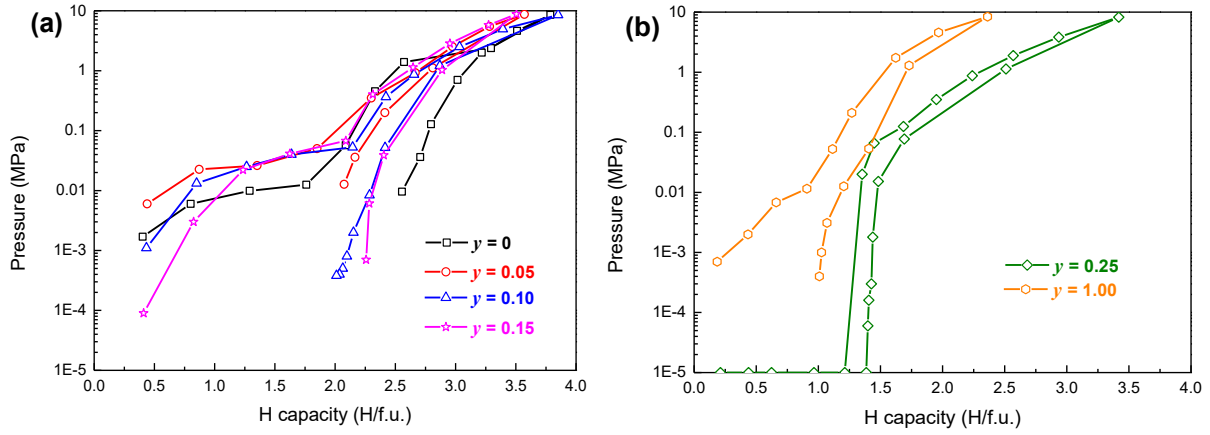 (a)
10
1
0.1
0.01
1E-3
1E-4
1E-5
Pressure (MPa)
y = 0
y = 0.05
y = 0.10
y = 0.15
0.0 0.5 1.0 1.5 2.0 2.5 3.0 3.5 4.0
H capacity (H/f.u.)
(b)
10
1
0.1
0.01
1E-3
1E-4
1E-5
Pressure (MPa)
y = 0.25
y = 1.00
0.0 0.5 1.0 1.5 2.0 2.5 3.0 3.5 4.0
H capacity (H/f.u.)